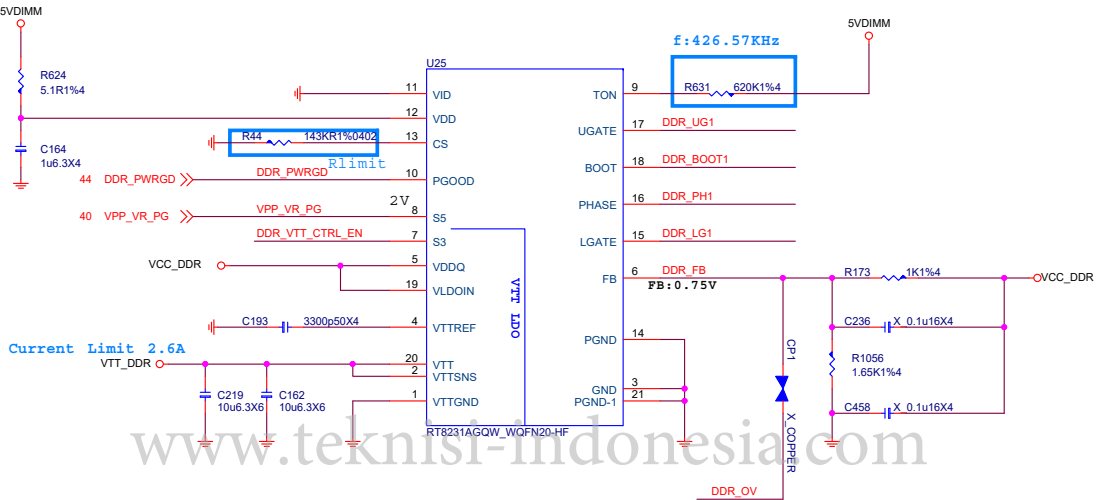 5VDIMM
R624
5.1R1%4
C164
1u6.3X4
44 DDR_PWRGD
DDR_PWRGD
40 VPP_VR_PG
VPP_VR_PG
DDR_VTT_CTRL_EN
VCC_DDR
R44 143KR1%0402
Rlimit
2V
C193 3300p50X4
Current Limit 2.6A
VTT_DDR
C219
10u6.3X6
C162
10u6.3X6
U25
11 VID
12 VDD
13 CS
10 PGOOD
8 S5
7 S3
5 VDDQ
19 VLDOIN
4 VTTREF
20 VTT
2 VTTSNS
1 VTTGND
VTT LDO
TON 9
UGATE 17
BOOT 18
PHASE 16
LGATE 15
FB 6
PGND 14
GND 3
PGND-1 21
RT8231AGQW_WQFN20-HF
f:426.57KHz
5VDIMM
R631 620K1%4
DDR_UG1
DDR_BOOT1
DDR_PH1
DDR_LG1
DDR_FB
FB:0.75V
R173 1K1%4
VCC_DDR
C236 X_0.1u16X4
R1056
1.65K1%4
C458 X_0.1u16X4
CP1
X_COPPER
DDR_OV
www.teknisi-indonesia.com